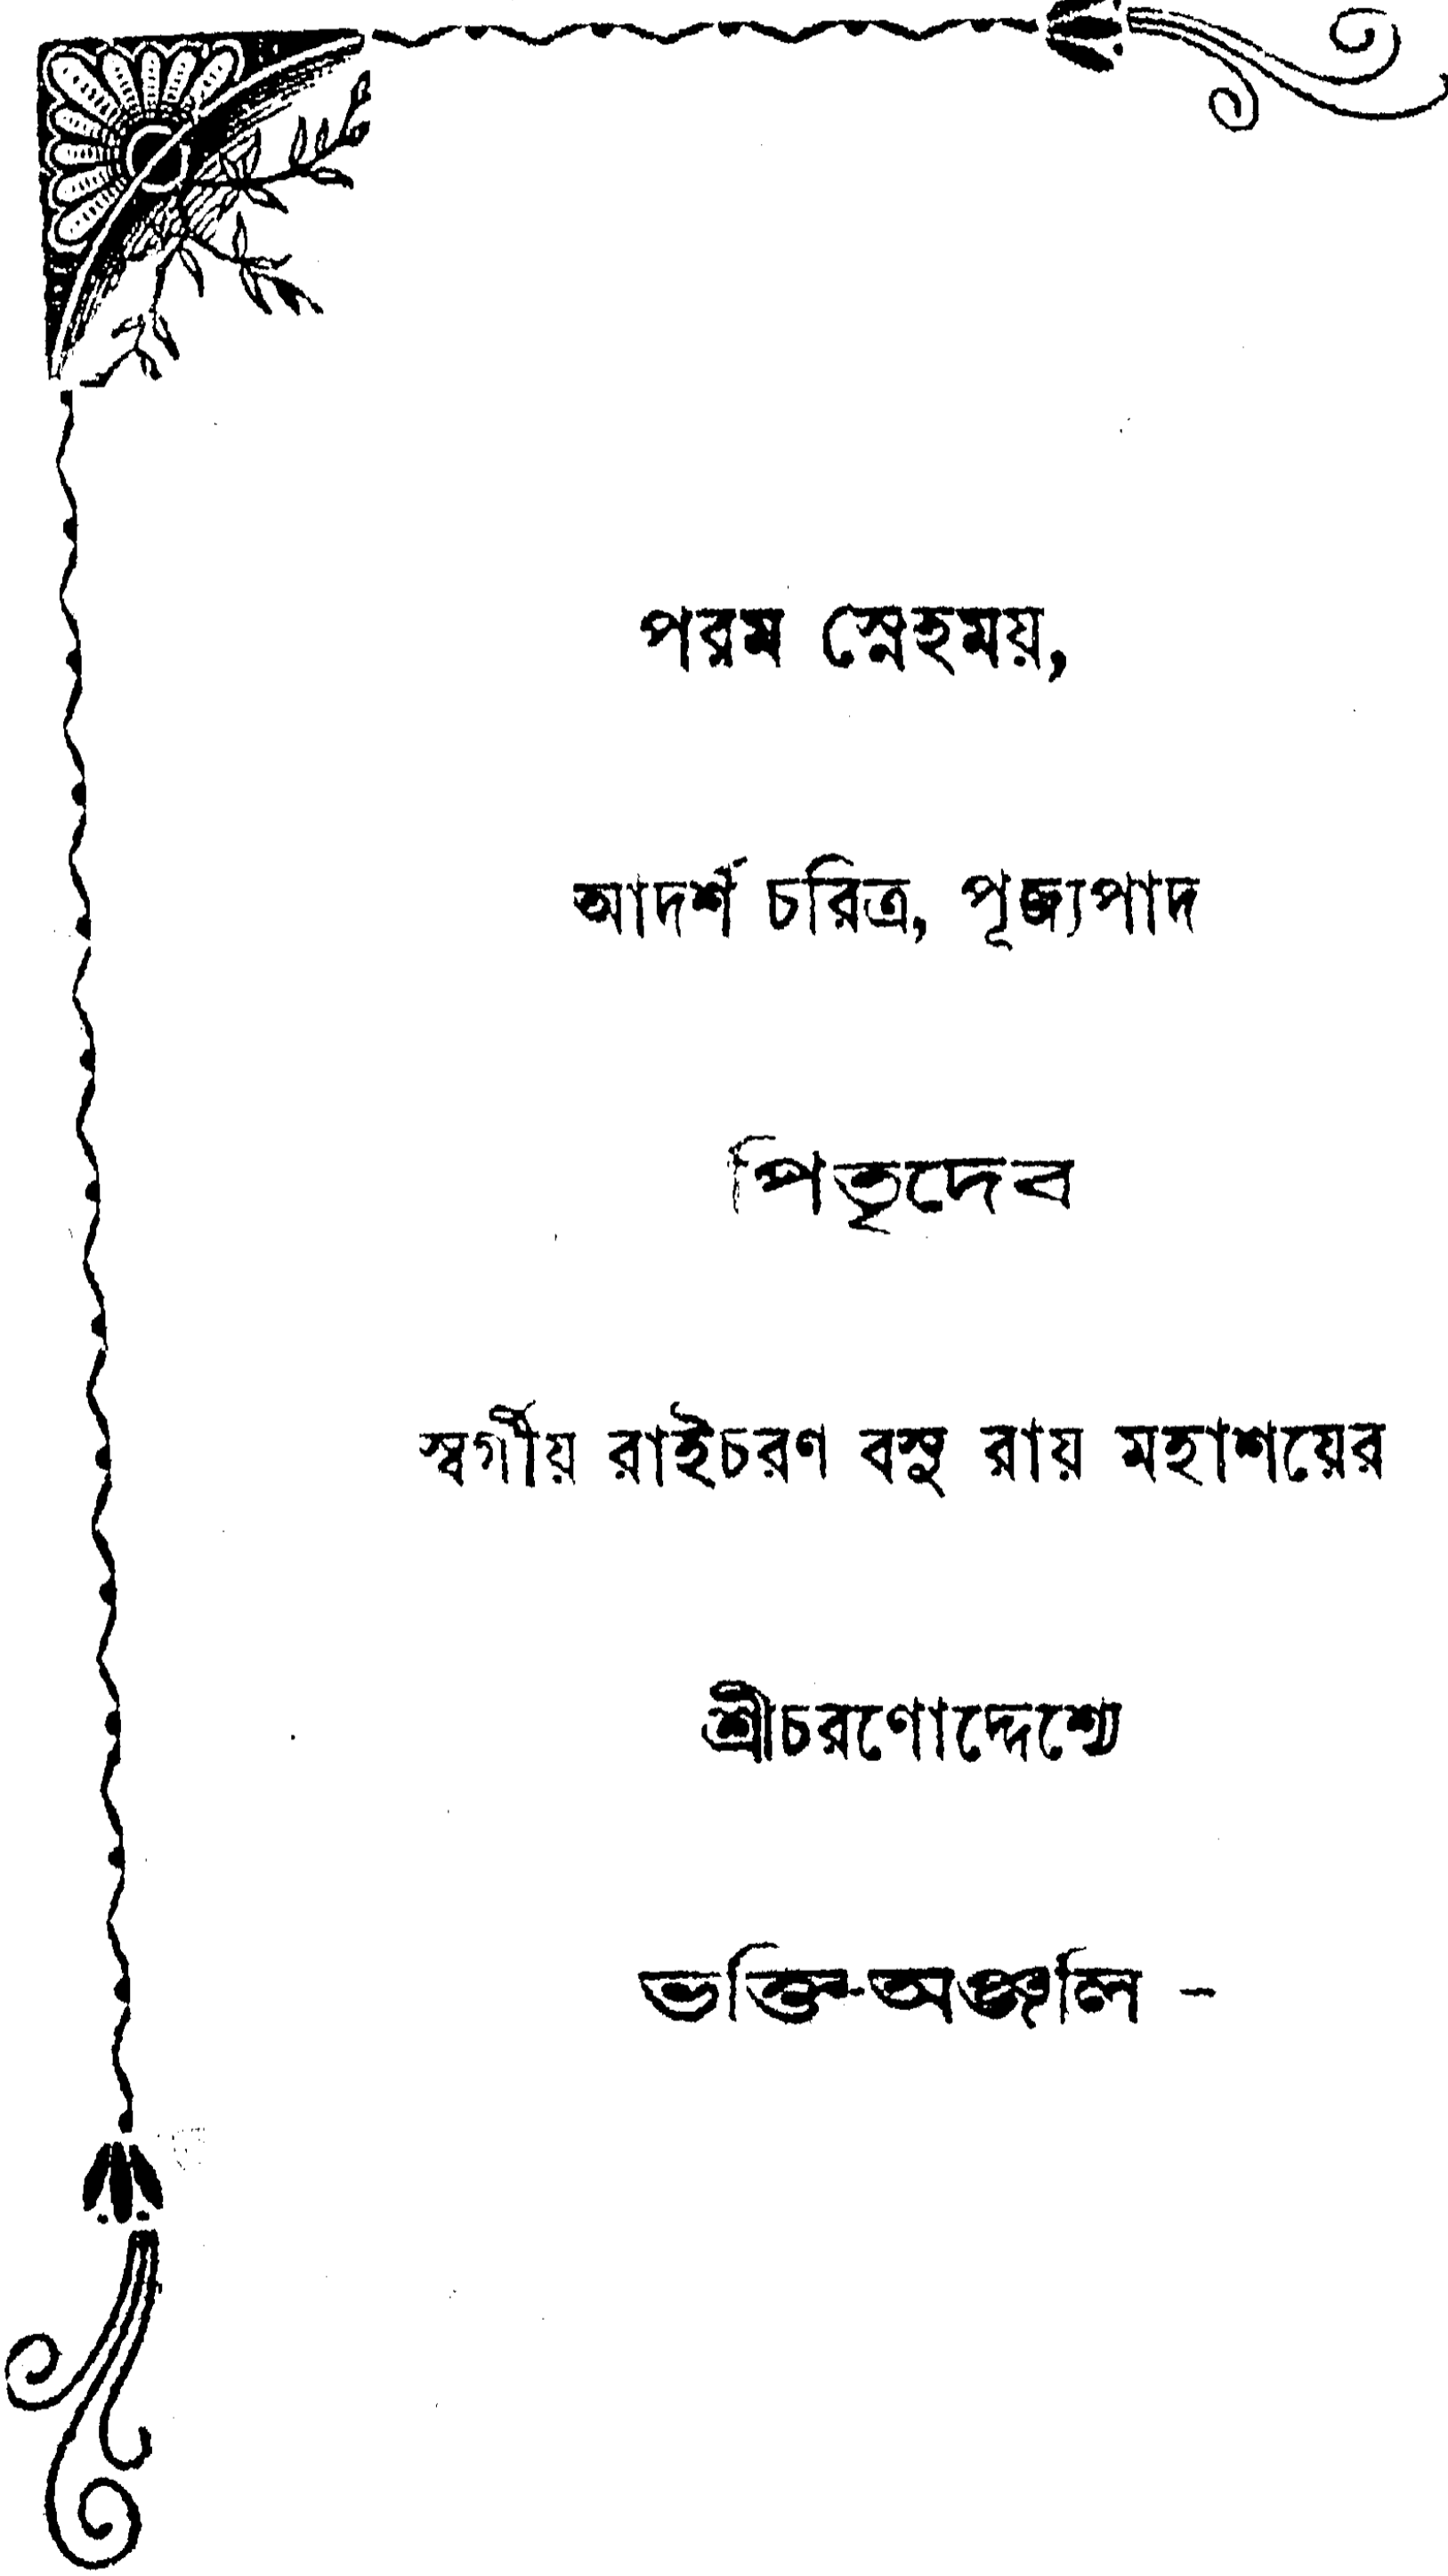 পরম স্নেহময়,
আদর্শ চরিত্র, পূজ্যপাদ
পিতৃদেব
স্বর্গীয় রাইচরণ বসু রায় মহাশয়ের
শ্রীচরণোদ্দেশ্যে
ভক্তি-অঞ্জলি -